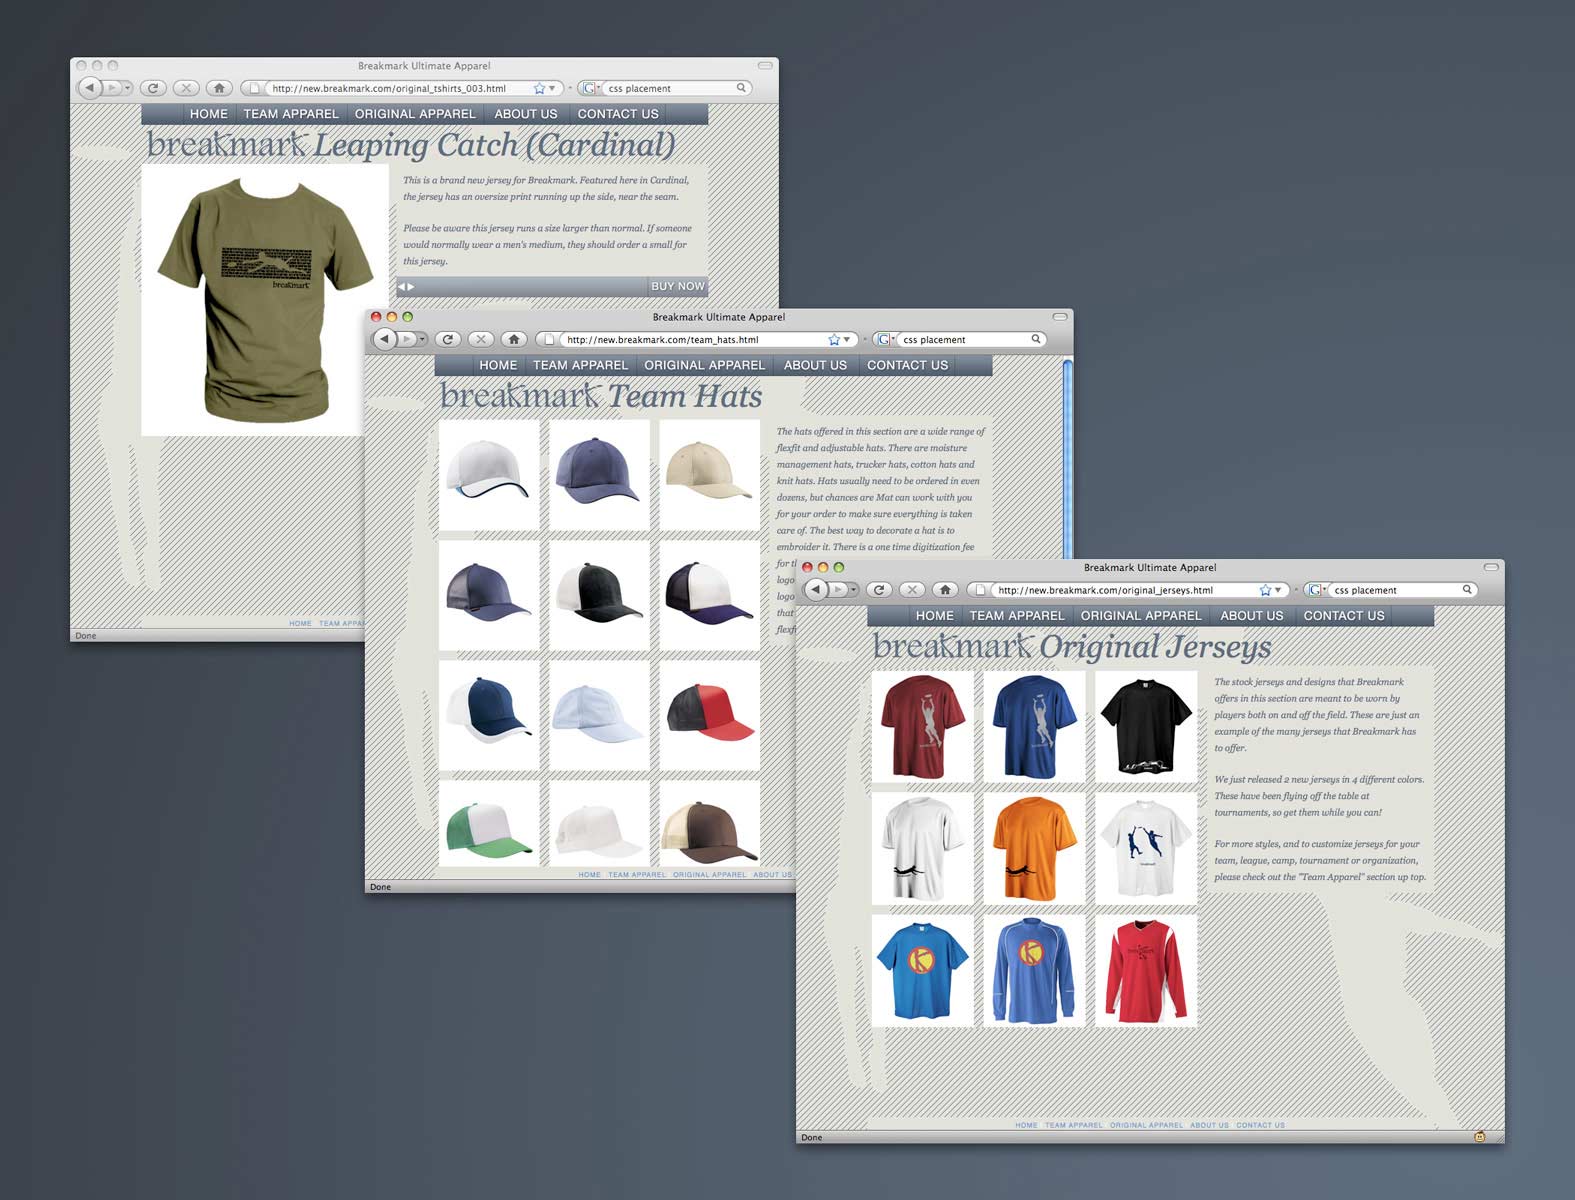 Breakmark Ultimate Apparel
http://new.breakmark.com/original_tshirts_003.html
css placement
HOME TEAM APPAREL ORIGINAL APPAREL ABOUT US CONTACT US
breakmark Leaping Catch (Cardinal)
This is a brand new jersey for Breakmark. Featured here in Cardinal,
the jersey has an oversize print running up the side, near the seam.
Please be aware this jersey runs a size larger than normal. If someone
would normally wear a men's medium, they should order a small for
this jersey.
BUY NOW
breakmark
HOME TEAM APPA
Done
Breakmark Ultimate Apparel
http://new.breakmark.com/team_hats.html
css placement
HOME TEAM APPAREL ORIGINAL APPAREL ABOUT US CONTACT US
breakmark Team Hats
The hats offered in this section are a wide range of
flexfit and adjustable hats. There are moisture
management hats, trucker hats, cotton hats and
knit hats. Hats usually need to be ordered in even
dozens, but chances are Mat can work with you
for your order to make sure everything is taken
care of. The best way to decorate a hat is to
embroider it. There is a one time digitization fee
for t
logo
logo
that
flexfi
HOME TEAM APPAREL ORIGINAL APPAREL ABOUT US
Done
Breakmark Ultimate Apparel
http://new.breakmark.com/original_jerseys.html
css placement
HOME TEAM APPAREL ORIGINAL APPAREL ABOUT US CONTACT US
breakmark Original Jerseys
The stock jerseys and designs that Breakmark
offers in this section are meant to be worn by
players both on and off the field. These are just an
example of the many jerseys that Breakmark has
to offer.
We just released 2 new jerseys in 4 different colors.
These have been flying off the table at
tournaments, so get them while you can!
For more styles, and to customize jerseys for your
team, league, camp, tournament or organization,
please check out the "Team Apparel" section up top.
HOME TEAM APPAREL ORIGINAL APPAREL ABOUT US CONTACT US
Done